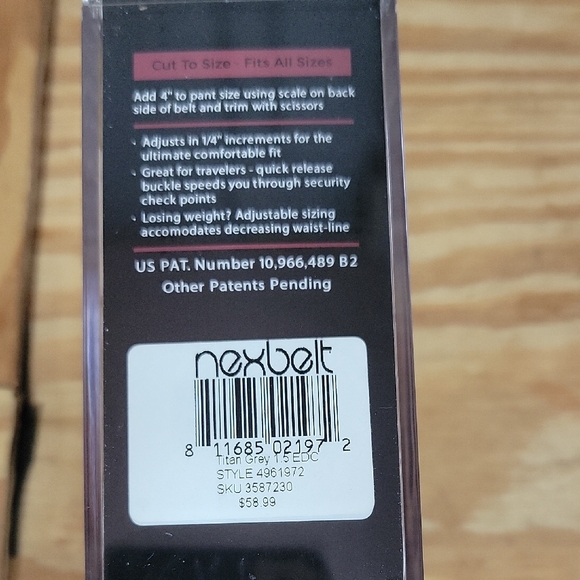 Cut To Size - Fits All Sizes
Add 4" to pant size using scale on back
side of belt and trim with scissors
- Adjusts in 1/4" increments for the
ultimate comfortable fit
- Great for travelers - quick release
buckle speeds you through security
check points
- Losing weight? Adjustable sizing
accomodates decreasing waist-line
US PAT. Number 10,966,489 B2
Other Patents Pending
nexbelt
8 11685 02197 2
Titan Grey 1.5 EDC
STYLE 4961972
SKU 3587230
$58.99